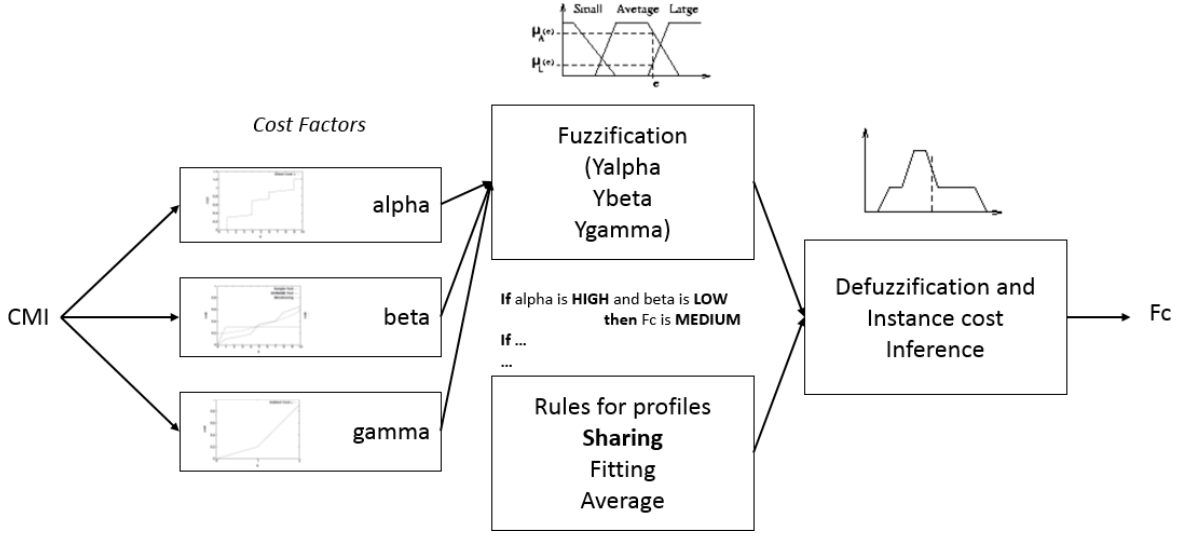 Small Avetage Latge
μA(e)
μL(e)
e
Cost Factors
Fuzzification
(Yalpha
Ybeta
Ygamma)
alpha
beta
gamma
CMI
If alpha is HIGH and beta is LOW
then Fc is MEDIUM
If ...
...
Rules for profiles
Sharing
Fitting
Average
Defuzzification and
Instance cost
Inference
Fc